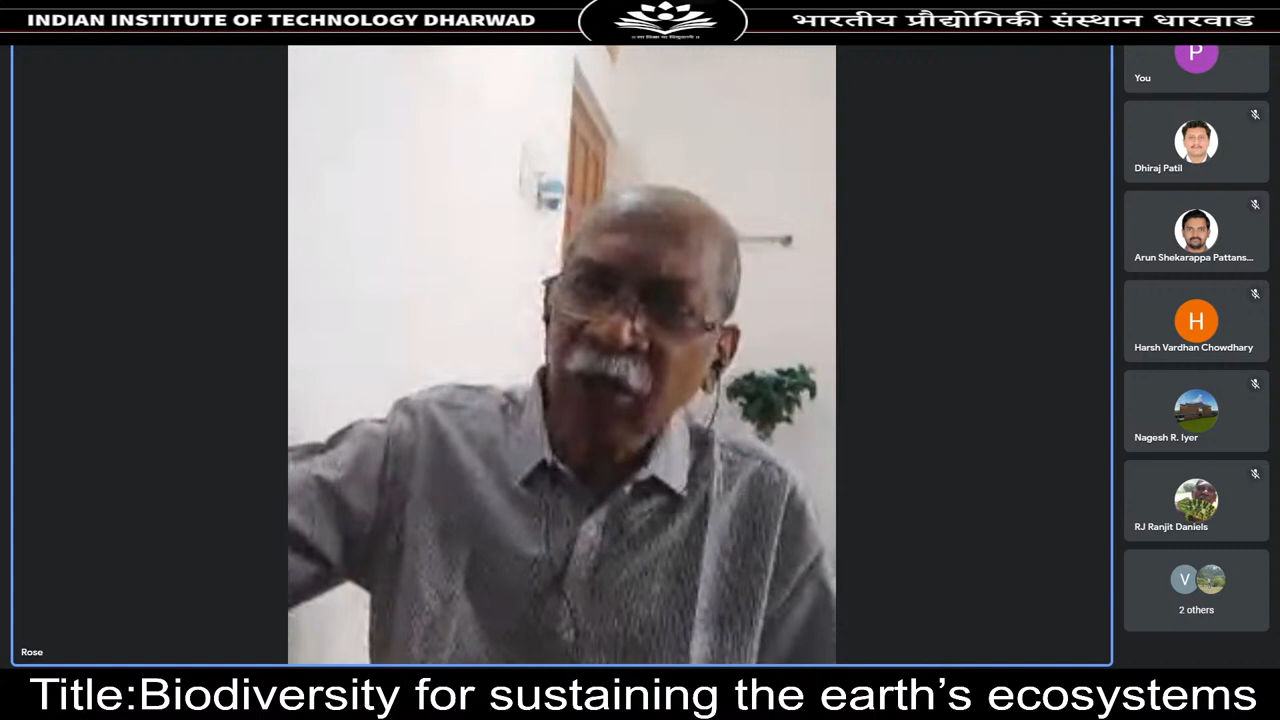 INDIAN INSTITUTE OF TECHNOLOGY DHARWAD
भारतीय प्रौद्योगिकी संस्थान धारवाड
P
You
Dhiraj Patil
Arun Shekarappa Pattans...
H
Harsh Vardhan Chowdhary
Nagesh R. Iyer
RJ Ranjit Daniels
V
2 others
Rose
Title:Biodiversity for sustaining the earth's ecosystems